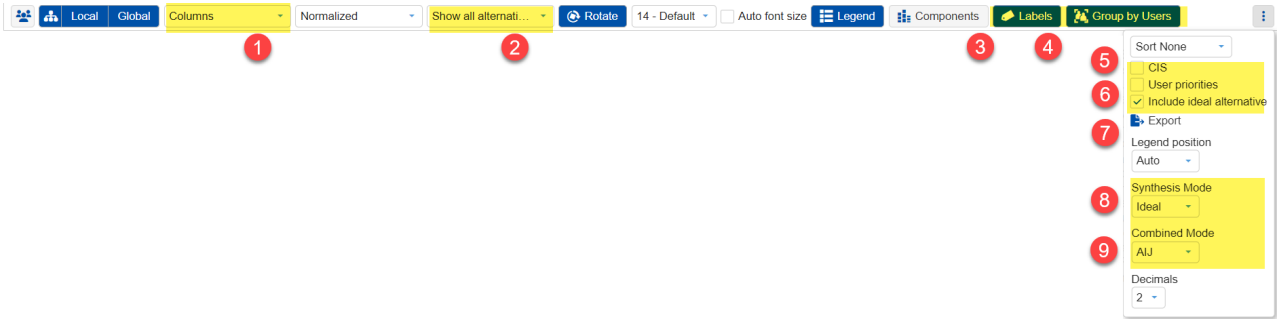 Local Global Columns Normalized Show all alternati... Rotate 14 - Default Auto font size Legend Components Labels Group by Users
1 2 3 4
Sort None
5 CIS
User priorities
6 Include ideal alternative
7 Export
Legend position
Auto
Synthesis Mode
8 Ideal
Combined Mode
9 AIJ
Decimals
2